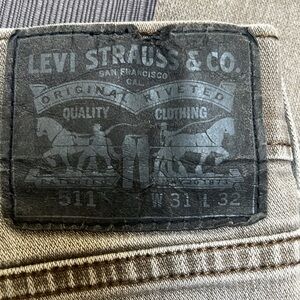 LEVI STRAUSS & CO.
SAN FRANCISCO
CAL
ORIGINAL RIVETED
QUALITY CLOTHING
511 W 31 L 32